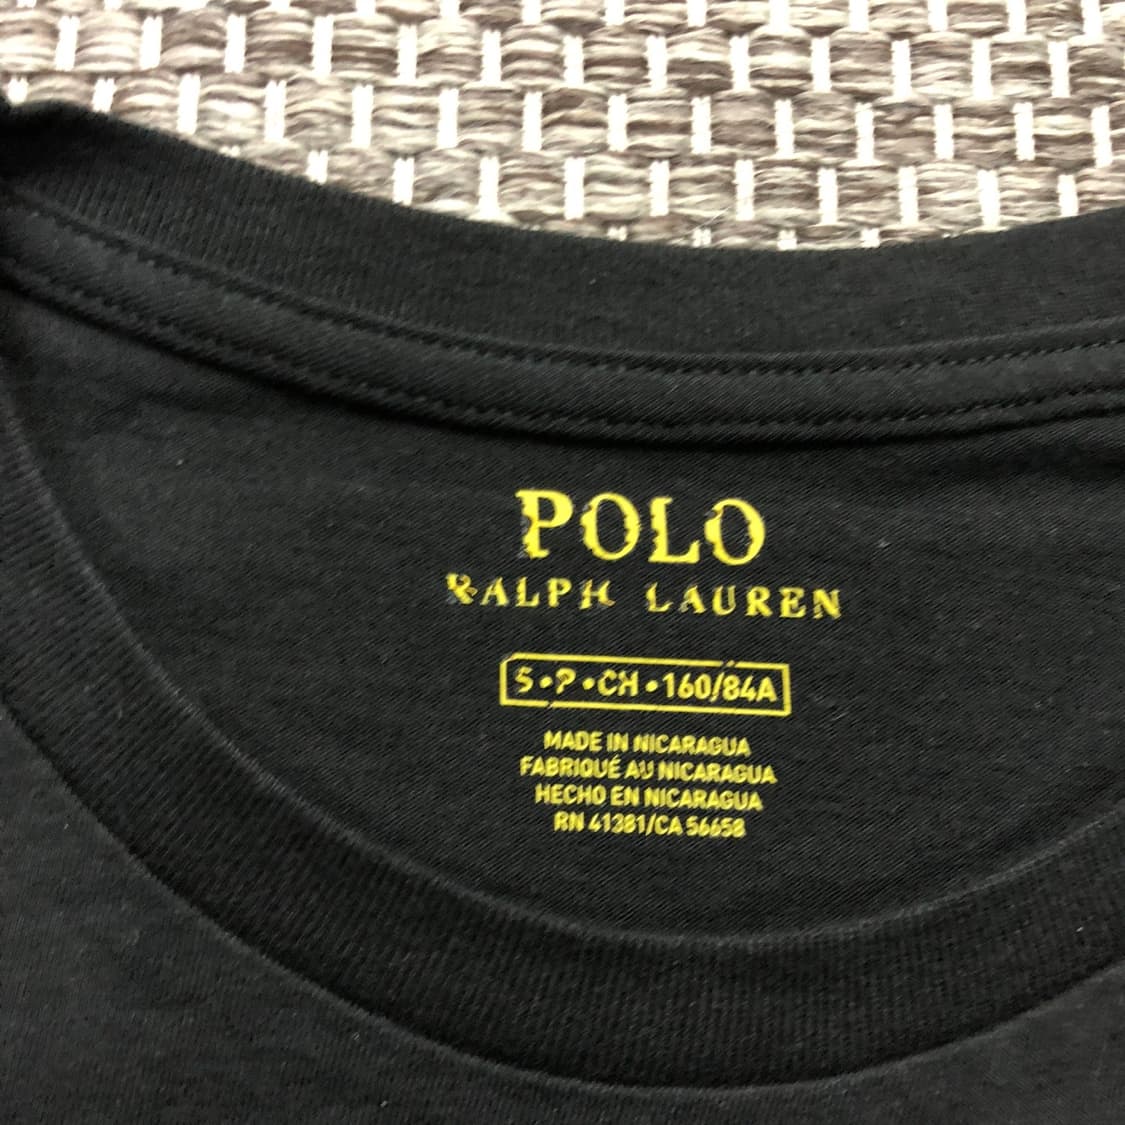 POLO
RALPH LAUREN
S•P•CH•160/84A
MADE IN NICARAGUA
FABRIQUÉ AU NICARAGUA
HECHO EN NICARAGUA
RN 41381/CA 56658